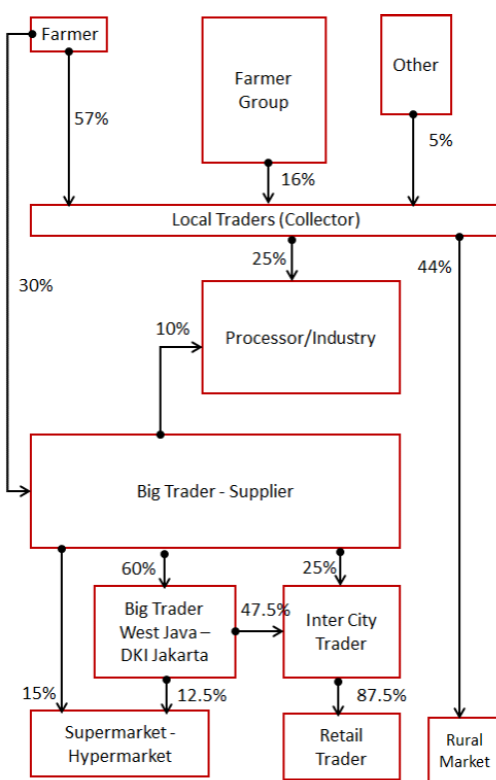 Farmer
Farmer
Group
Other
57%
5%
16%
Local Traders (Collector)
25%
44%
30%
10%
Processor/Industry
Big Trader - Supplier
60%
25%
Big Trader
West Java –
DKI Jakarta
47.5%
Inter City
Trader
15%
12.5%
87.5%
Supermarket -
Hypermarket
Retail
Trader
Rural
Market